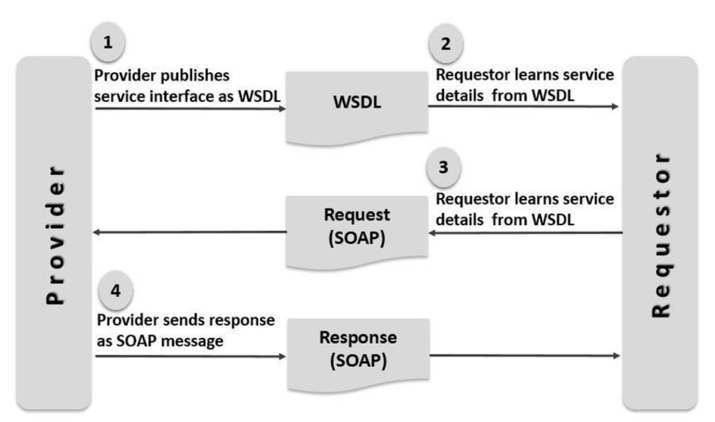 1
Provider publishes
service interface as WSDL
WSDL
2
Requestor learns service
details from WSDL
3
Requestor learns service
details from WSDL
Request
(SOAP)
4
Provider sends response
as SOAP message
Response
(SOAP)
Provider
Requestor